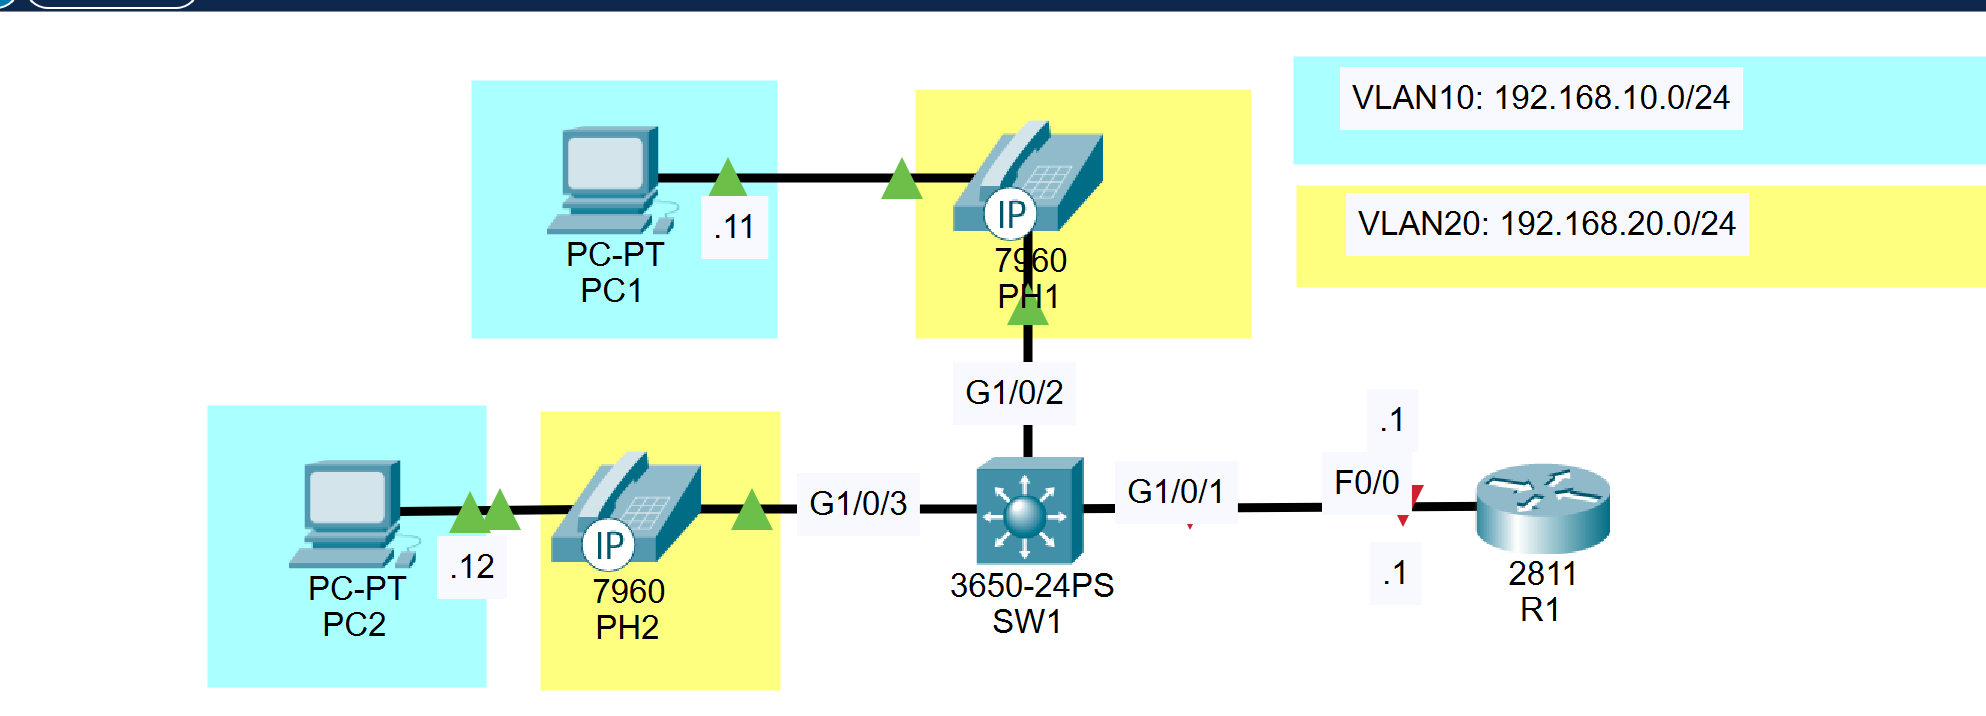 VLAN10: 192.168.10.0/24
VLAN20: 192.168.20.0/24
.11
IP
PC-PT
PC1
7960
PH1
G1/0/2
.1
G1/0/3
G1/0/1
F0/0
.12
IP
PC-PT
PC2
7960
PH2
3650-24PS
SW1
.1
2811
R1